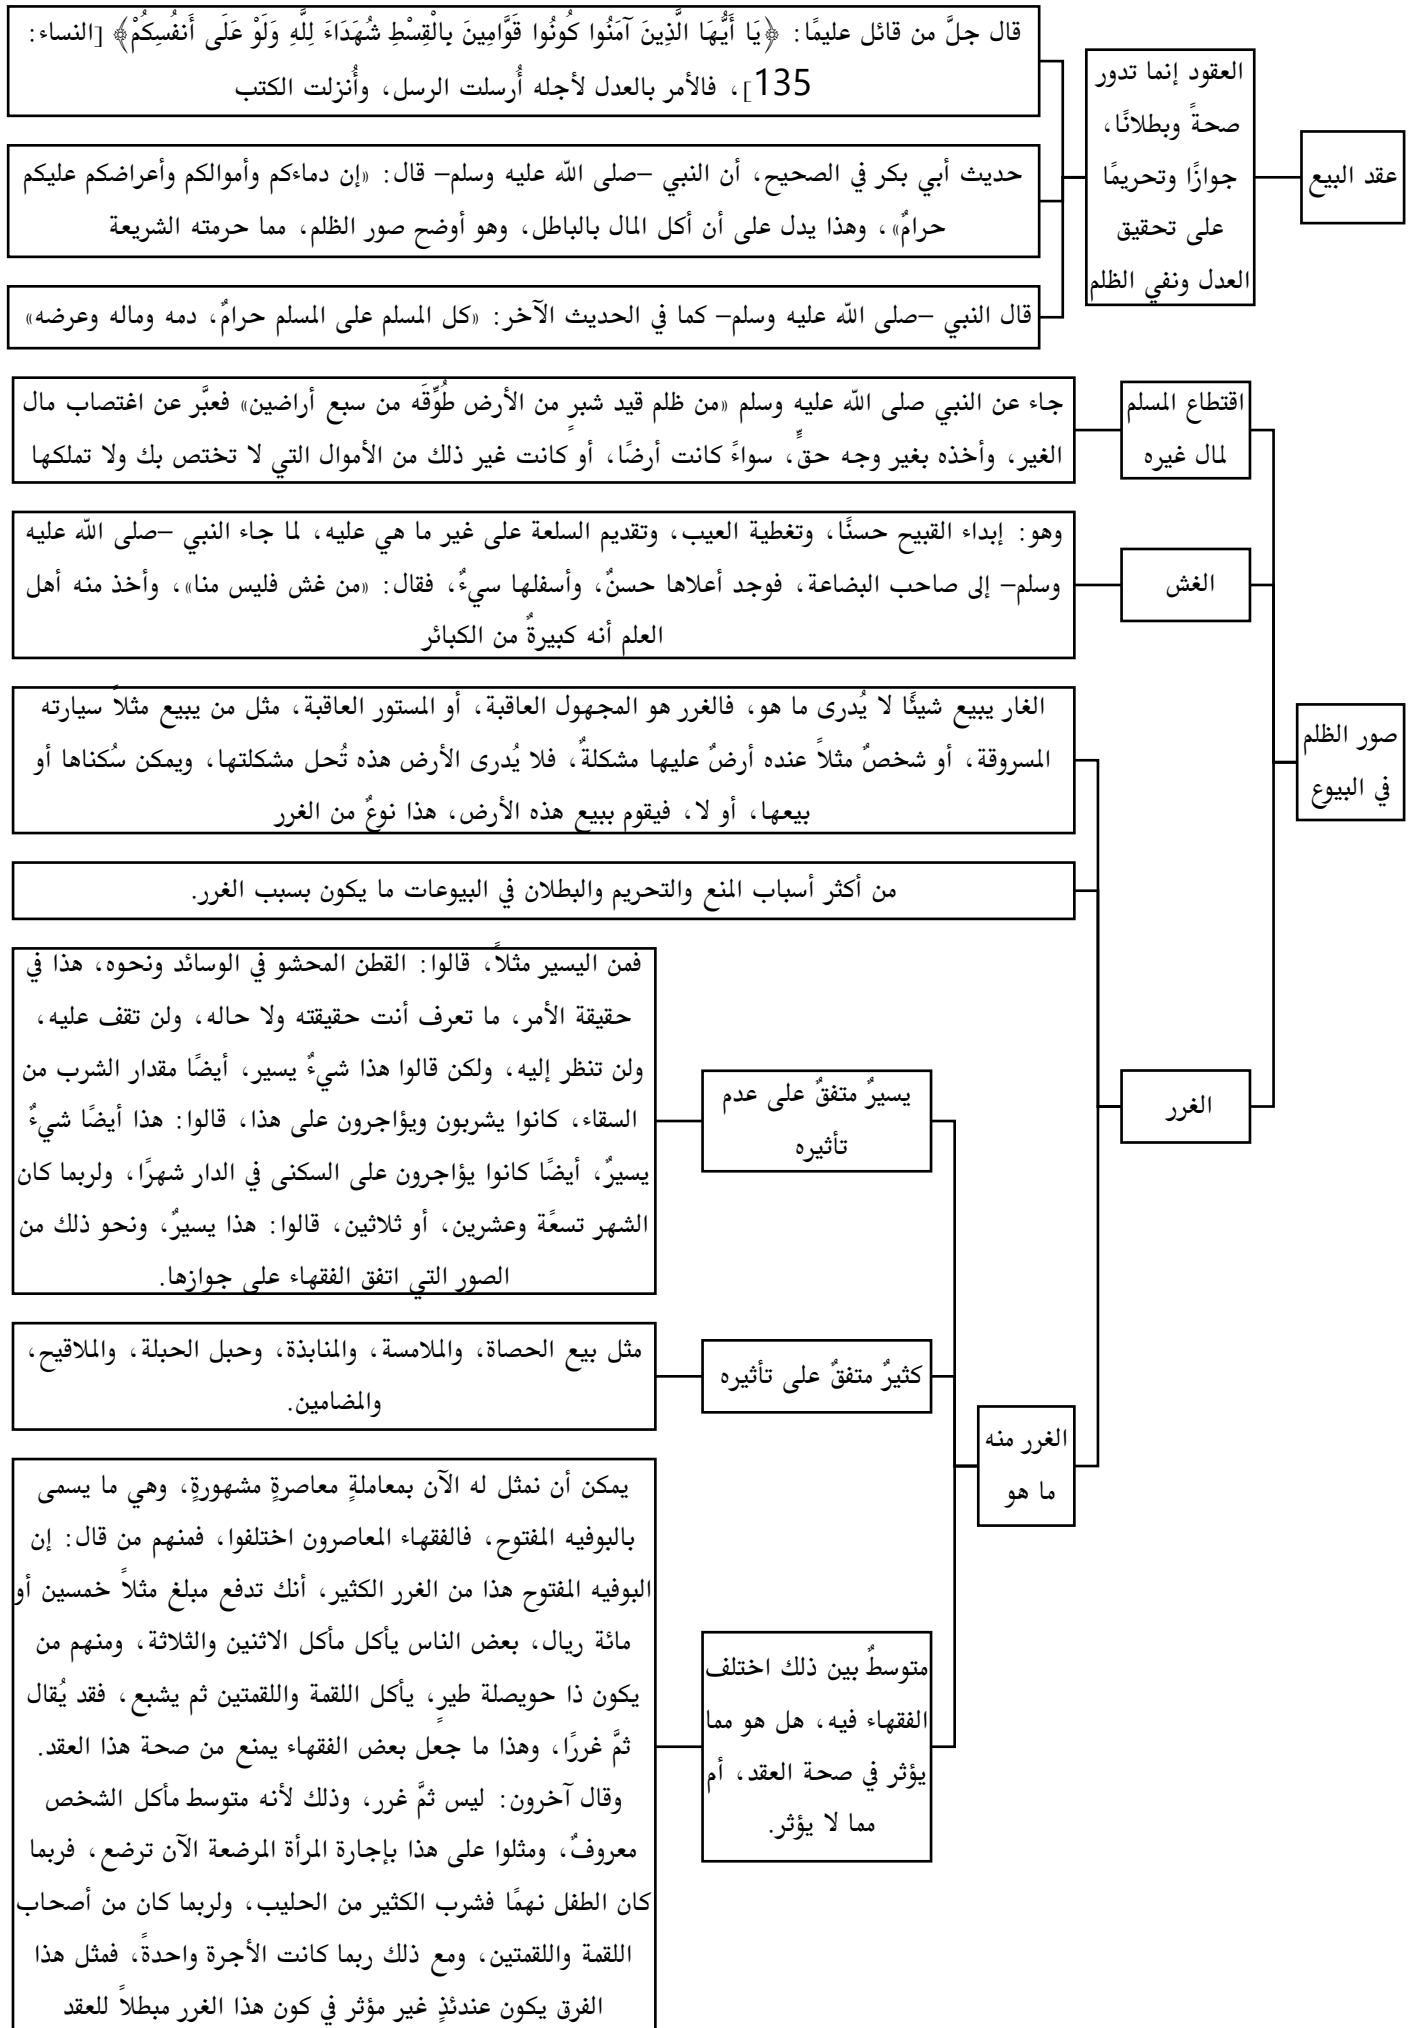 عقد البيع
العقود إنما تدور
صحةً وبطلانًا،
جوازًا وتحريمًا
على تحقيق
العدل ونفي الظلم
قال جلَّ من قائل عليمًا: ﴿يَا أَيُّهَا الَّذِينَ آمَنُوا كُونُوا قَوَّامِينَ بِالْقِسْطِ شُهَدَاءَ لِلَّهِ وَلَوْ عَلَى أَنفُسِكُمْ﴾ [النساء:
135]، فالأمر بالعدل لأجله أُرسلت الرسل، وأُنزلت الكتب
حديث أبي بكر في الصحيح، أن النبي –صلى الله عليه وسلم– قال: «إن دماءكم وأموالكم وأعراضكم عليكم
حرامٌ»، وهذا يدل على أن أكل المال بالباطل، وهو أوضح صور الظلم، مما حرمته الشريعة
قال النبي –صلى الله عليه وسلم– كما في الحديث الآخر: «كل المسلم على المسلم حرامٌ، دمه وماله وعرضه»
صور الظلم
في البيوع
اقتطاع المسلم
لمال غيره
جاء عن النبي صلى الله عليه وسلم «من ظلم قيد شبرٍ من الأرض طُوِّقَه من سبع أراضين» فعبَّر عن اغتصاب مال
الغير، وأخذه بغير وجه حقٍّ، سواءً كانت أرضًا، أو كانت غير ذلك من الأموال التي لا تختص بك ولا تملكها
الغش
وهو: إبداء القبيح حسنًا، وتغطية العيب، وتقديم السلعة على غير ما هي عليه، لما جاء النبي –صلى الله عليه
وسلم– إلى صاحب البضاعة، فوجد أعلاها حسنٌ، وأسفلها سيءٌ، فقال: «من غش فليس منا»، وأخذ منه أهل
العلم أنه كبيرةٌ من الكبائر
الغرر
الغار يبيع شيئًا لا يُدرى ما هو، فالغرر هو المجهول العاقبة، أو المستور العاقبة، مثل من يبيع مثلاً سيارته
المسروقة، أو شخصٌ مثلاً عنده أرضٌ عليها مشكلةٌ، فلا يُدرى الأرض هذه تُحل مشكلتها، ويمكن سُكناها أو
بيعها، أو لا، فيقوم ببيع هذه الأرض، هذا نوعٌ من الغرر
من أكثر أسباب المنع والتحريم والبطلان في البيوعات ما يكون بسبب الغرر.
الغرر منه
ما هو
يسيرٌ متفقٌ على عدم
تأثيره
فمن اليسير مثلاً، قالوا: القطن المحشو في الوسائد ونحوه، هذا في
حقيقة الأمر، ما تعرف أنت حقيقته ولا حاله، ولن تقف عليه،
ولن تنظر إليه، ولكن قالوا هذا شيءٌ يسير، أيضًا مقدار الشرب من
السقاء، كانوا يشربون ويؤاجرون على هذا، قالوا: هذا أيضًا شيءٌ
يسيرٌ، أيضًا كانوا يؤاجرون على السكنى في الدار شهرًا، ولربما كان
الشهر تسعًة وعشرين، أو ثلاثين، قالوا: هذا يسيرٌ، ونحو ذلك من
الصور التي اتفق الفقهاء على جوازها.
كثيرٌ متفقٌ على تأثيره
مثل بيع الحصاة، والملامسة، والمنابذة، وحبل الحبلة، والملاقيح،
والمضامين.
متوسطٌ بين ذلك اختلف
الفقهاء فيه، هل هو مما
يؤثر في صحة العقد، أم
مما لا يؤثر.
يمكن أن نمثل له الآن بمعاملةٍ معاصرةٍ مشهورةٍ، وهي ما يسمى
بالبوفيه المفتوح، فالفقهاء المعاصرون اختلفوا، فمنهم من قال: إن
البوفيه المفتوح هذا من الغرر الكثير، أنك تدفع مبلغ مثلاً خمسين أو
مائة ريال، بعض الناس يأكل مأكل الاثنين والثلاثة، ومنهم من
يكون ذا حويصلة طيرٍ، يأكل اللقمة واللقمتين ثم يشبع، فقد يُقال
ثمَّ غررًا، وهذا ما جعل بعض الفقهاء يمنع من صحة هذا العقد.
وقال آخرون: ليس ثمَّ غرر، وذلك لأنه متوسط مأكل الشخص
معروفٌ، ومثلوا على هذا بإجارة المرأة المرضعة الآن ترضع، فربما
كان الطفل نهمًا فشرب الكثير من الحليب، ولربما كان من أصحاب
اللقمة واللقمتين، ومع ذلك ربما كانت الأجرة واحدةً، فمثل هذا
الفرق يكون عندئذٍ غير مؤثر في كون هذا الغرر مبطلاً للعقد